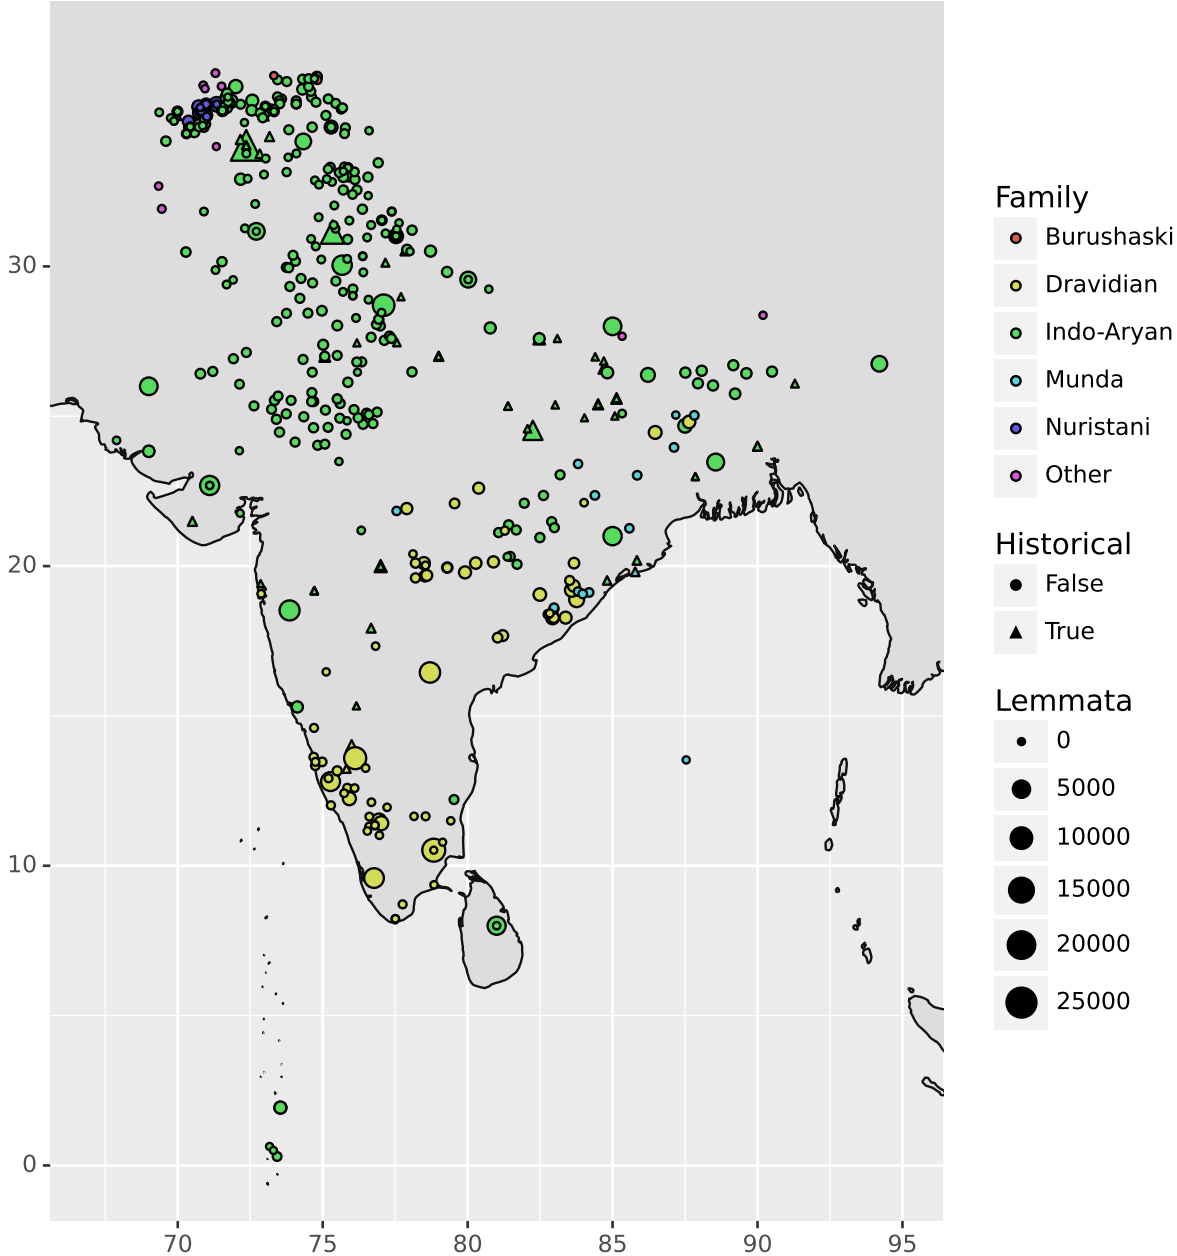 30
20
10
0
70
75
80
85
90
95
Family
Burushaski
Dravidian
Indo-Aryan
Munda
Nuristani
Other
Historical
False
True
Lemmata
0
5000
10000
15000
20000
25000